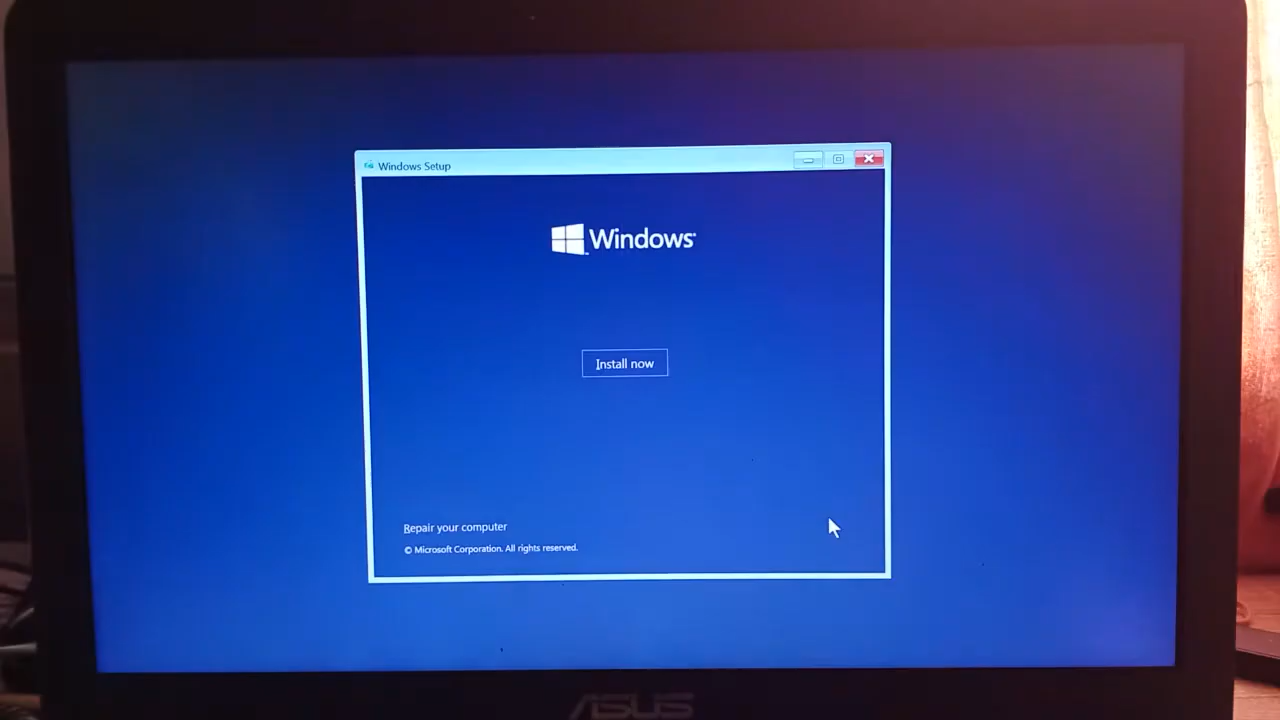 Windows Setup
Windows
Install now
Repair your computer
© Microsoft Corporation. All rights reserved.
ASUS